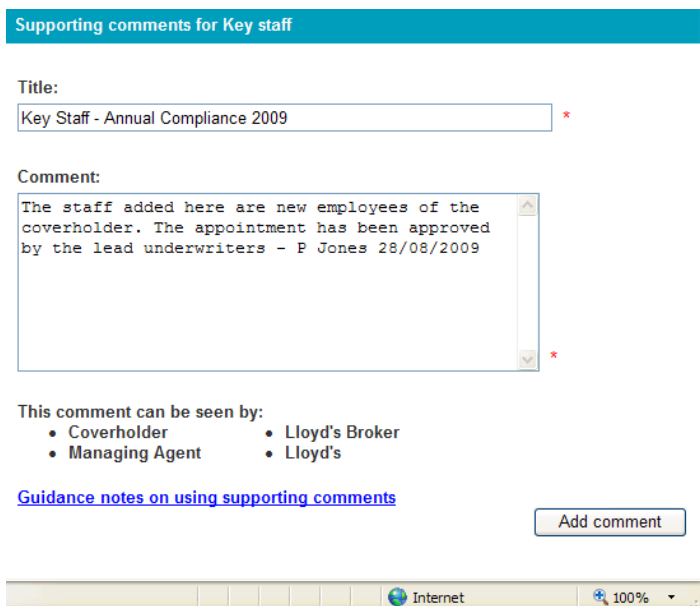 Supporting comments for Key staff
Title:
Key Staff - Annual Compliance 2009 *
Comment:
The staff added here are new employees of the
coverholder. The appointment has been approved
by the lead underwriters - P Jones 28/08/2009
*
This comment can be seen by:
• Coverholder • Lloyd's Broker
• Managing Agent • Lloyd's
Guidance notes on using supporting comments
Add comment
Internet 100%